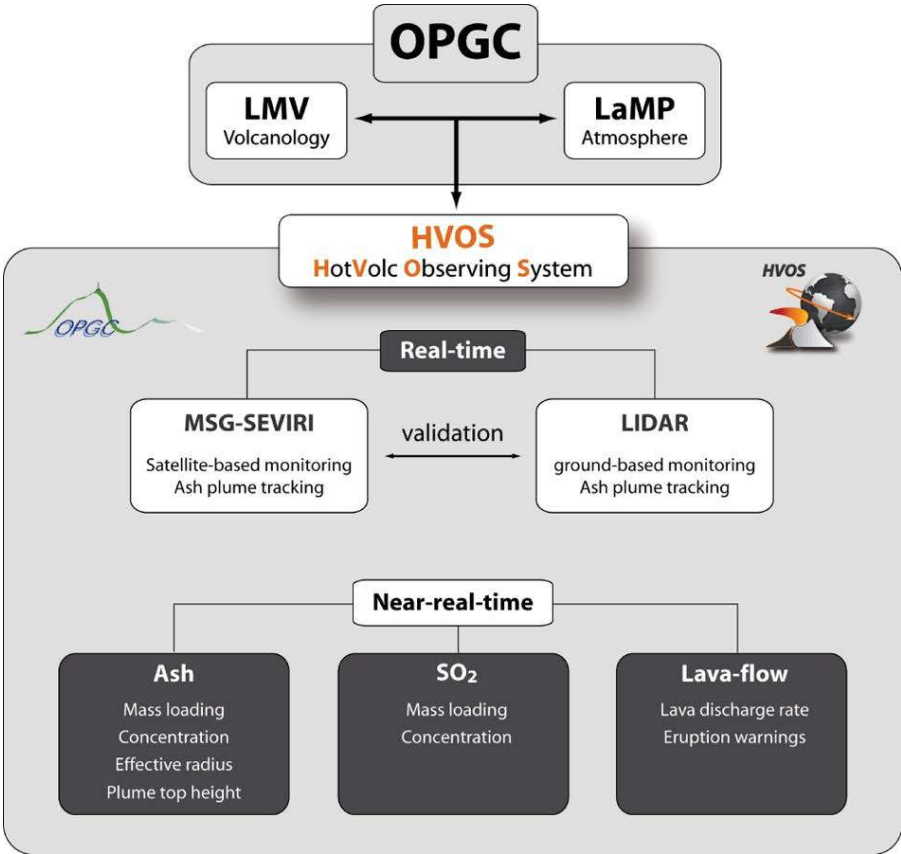 OPGC
LMV
Volcanology
LaMP
Atmosphere
HVOS
HotVolc Observing System
OPGC
HVOS
Real-time
MSG-SEVIRI
Satellite-based monitoring
Ash plume tracking
validation
LIDAR
ground-based monitoring
Ash plume tracking
Near-real-time
Ash
Mass loading
Concentration
Effective radius
Plume top height
SO₂
Mass loading
Concentration
Lava-flow
Lava discharge rate
Eruption warnings